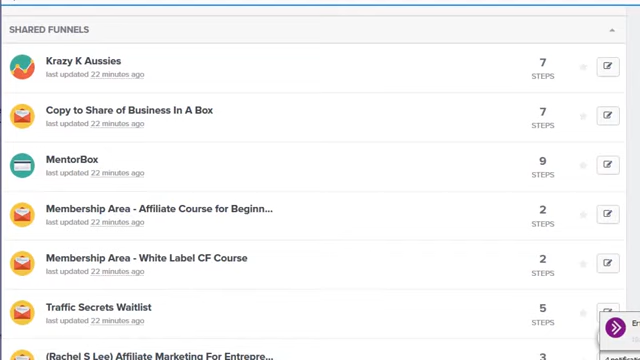 SHARED FUNNELS
Krazy K Aussies
last updated 22 minutes ago
7
STEPS
Copy to Share of Business In A Box
last updated 22 minutes ago
7
STEPS
MentorBox
last updated 22 minutes ago
9
STEPS
Membership Area - Affiliate Course for Beginn...
last updated 22 minutes ago
2
STEPS
Membership Area - White Label CF Course
last updated 22 minutes ago
2
STEPS
Traffic Secrets Waitlist
last updated 22 minutes ago
5
STEPS
(Rachel S Lee) Affiliate Marketing For Entrepre...
3